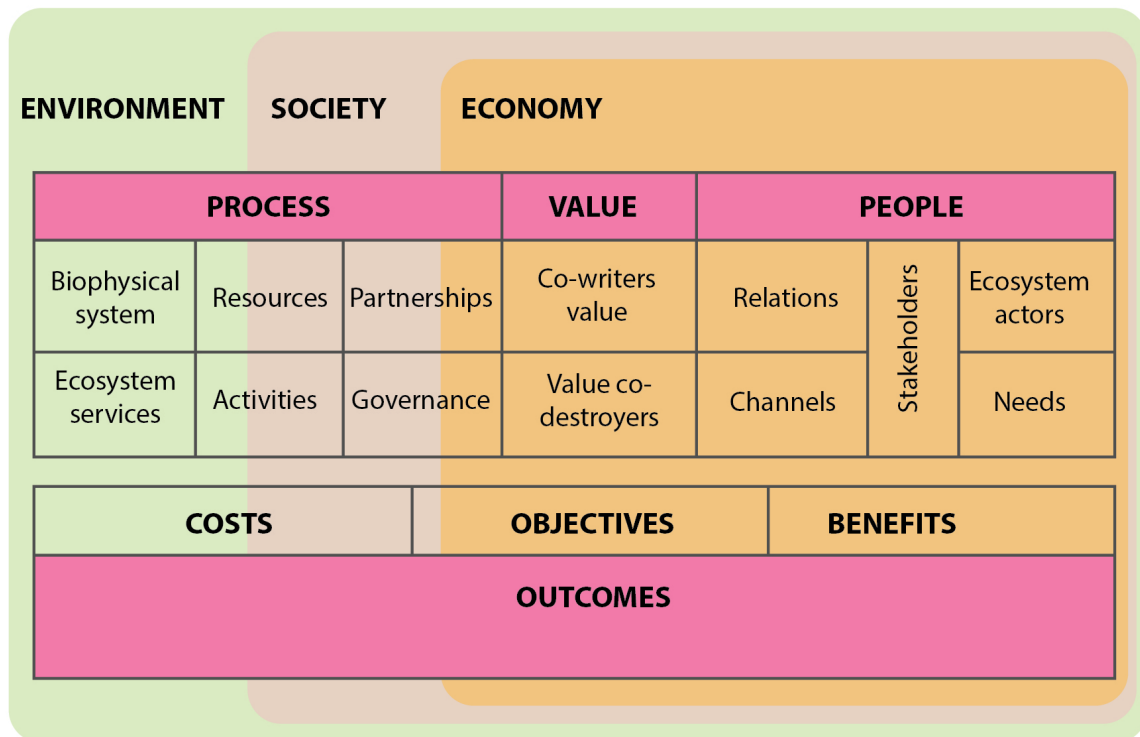 ENVIRONMENT SOCIETY ECONOMY
PROCESS VALUE PEOPLE
Biophysical
system
Resources
Partnerships
Co-writers
value
Relations
Stakeholders
Ecosystem
actors
Ecosystem
services
Activities
Governance
Value co-
destroyers
Channels
Needs
COSTS OBJECTIVES BENEFITS
OUTCOMES